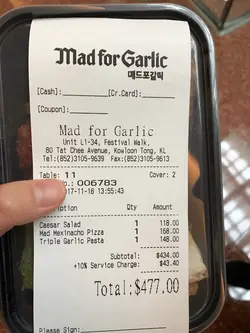 Mad for Garlic
매드포갈릭
[Cash]:________[Cr.Card]:________
[Coupon]:________
Mad for Garlic
Unit L1-34, Festival Walk,
80 Tat Chee Avenue, Kowloon Tong, KL
Tel:(852)3105-9639 Fax:(852)3105-9613
Table: 11 Cover: 2
No.: 006783
2017-11-18 13:55:43
ription Qty Amount
Caesar Salad 1 118.00
Mad Mexinacho Pizza 1 168.00
Triple Garlic Pasta 1 148.00
Subtotal: $434.00
+10% Service Charge: $43.40
Total:$477.00
Please Sign: